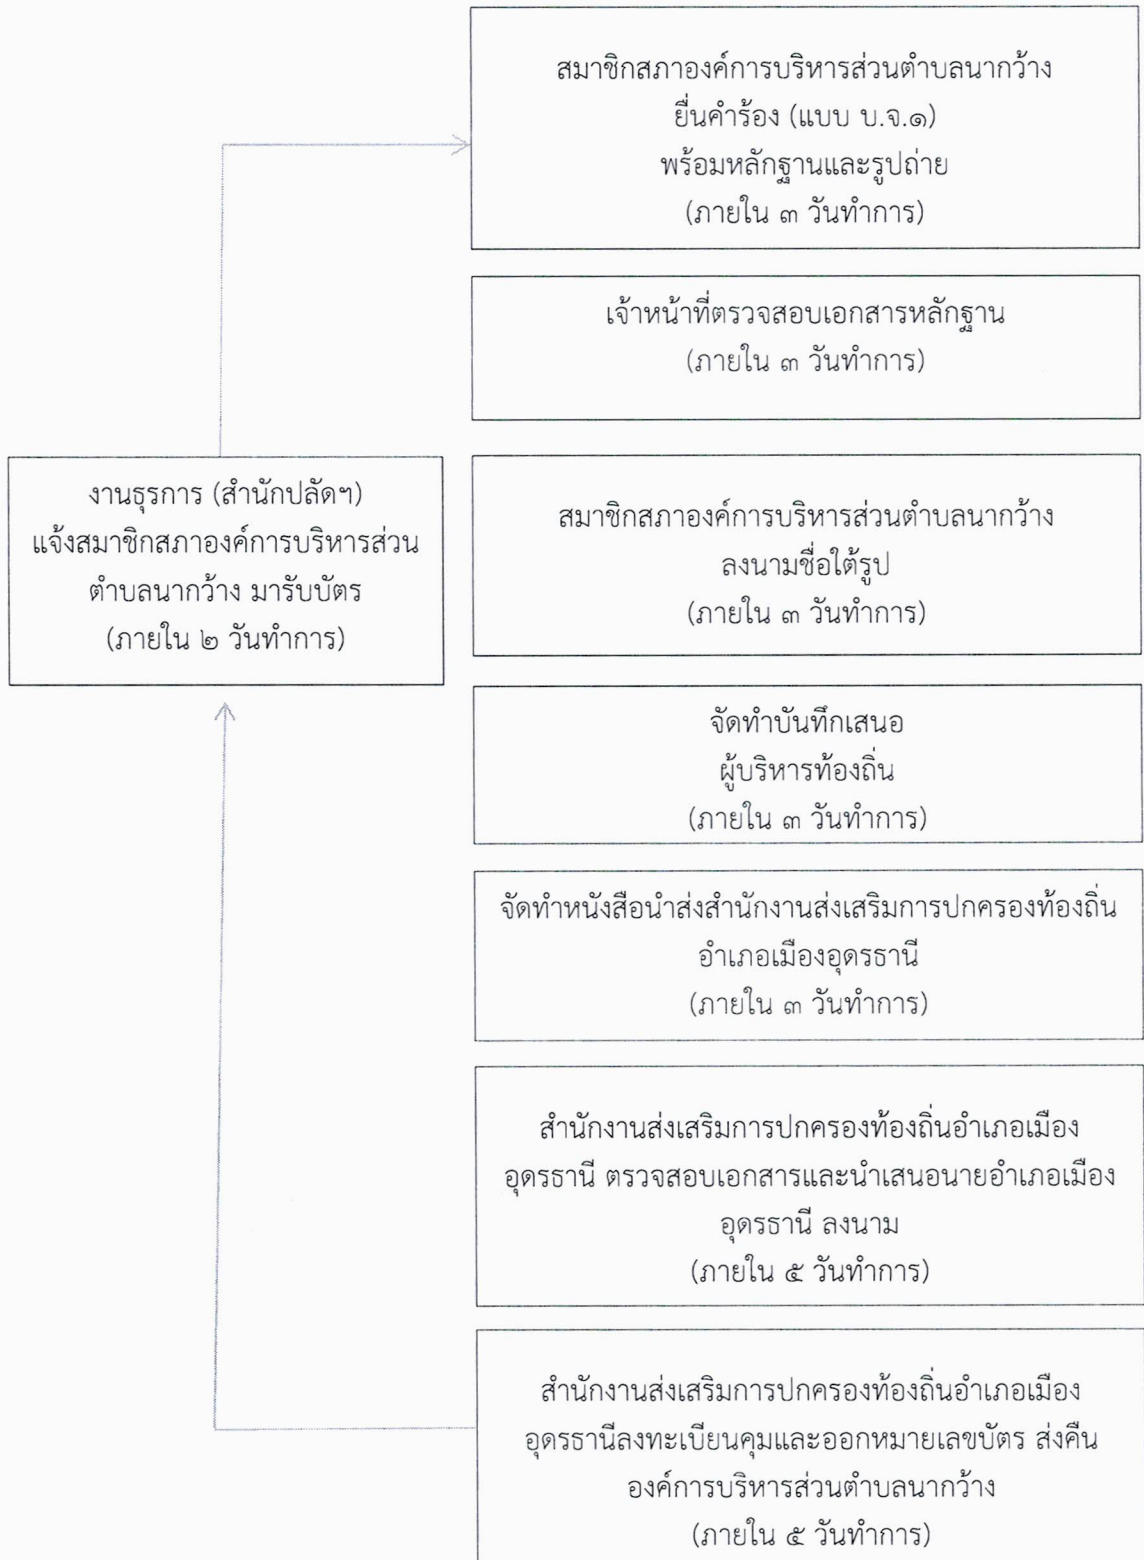 สมาชิกสภาองค์การบริหารส่วนตำบลนากว้าง
ยื่นคำร้อง (แบบ บ.จ.๑)
พร้อมหลักฐานและรูปถ่าย
(ภายใน ๓ วันทำการ)
เจ้าหน้าที่ตรวจสอบเอกสารหลักฐาน
(ภายใน ๓ วันทำการ)
งานธุรการ (สำนักปลัดฯ)
แจ้งสมาชิกสภาองค์การบริหารส่วน
ตำบลนากว้าง มารับบัตร
(ภายใน ๒ วันทำการ)
สมาชิกสภาองค์การบริหารส่วนตำบลนากว้าง
ลงนามชื่อใต้รูป
(ภายใน ๓ วันทำการ)
จัดทำบันทึกเสนอ
ผู้บริหารท้องถิ่น
(ภายใน ๓ วันทำการ)
จัดทำหนังสือนำส่งสำนักงานส่งเสริมการปกครองท้องถิ่น
อำเภอเมืองอุดรธานี
(ภายใน ๓ วันทำการ)
สำนักงานส่งเสริมการปกครองท้องถิ่นอำเภอเมือง
อุดรธานี ตรวจสอบเอกสารและนำเสนอนายอำเภอเมือง
อุดรธานี ลงนาม
(ภายใน ๕ วันทำการ)
สำนักงานส่งเสริมการปกครองท้องถิ่นอำเภอเมือง
อุดรธานีลงทะเบียนคุมและออกหมายเลขบัตร ส่งคืน
องค์การบริหารส่วนตำบลนากว้าง
(ภายใน ๕ วันทำการ)